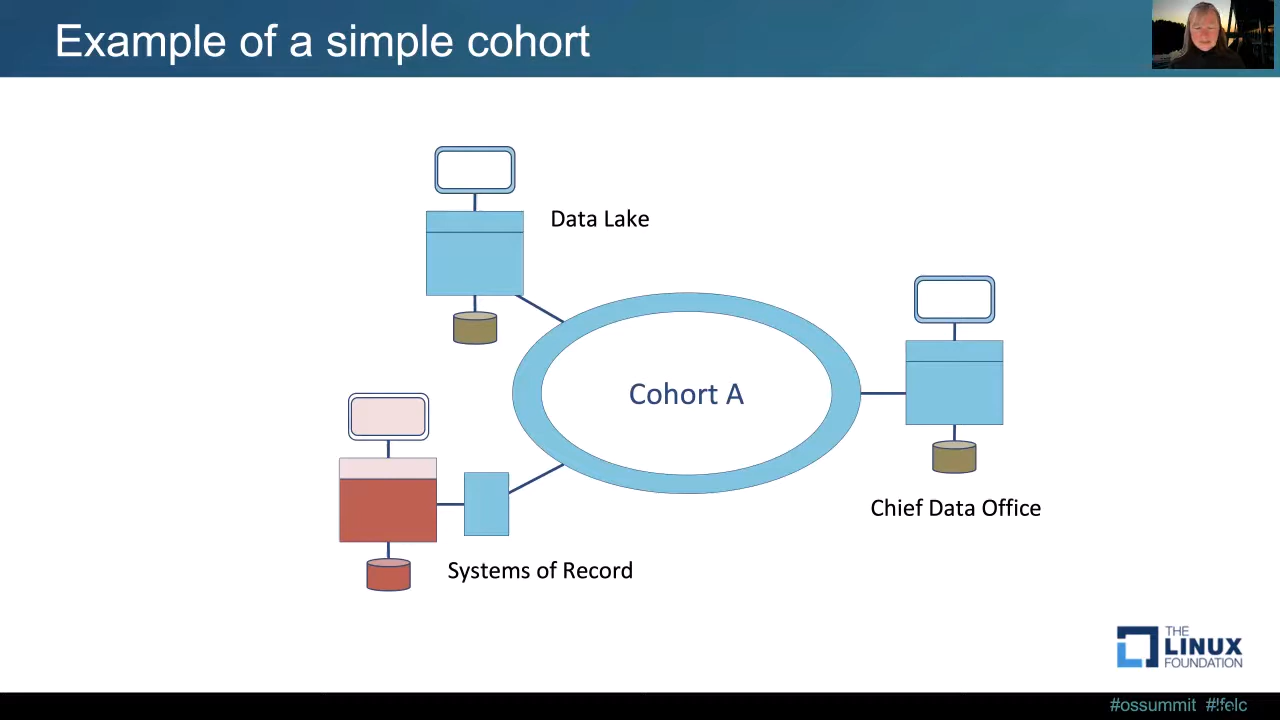 Example of a simple cohort
Data Lake
Cohort A
Chief Data Office
Systems of Record
THE
LINUX
FOUNDATION
#ossummit